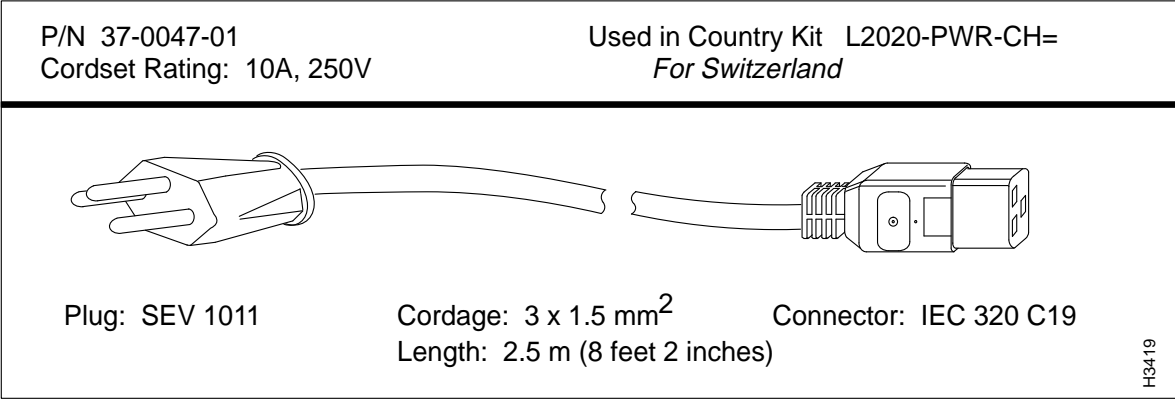 P/N 37-0047-01
Cordset Rating: 10A, 250V
Used in Country Kit L2020-PWR-CH=
For Switzerland
Plug: SEV 1011
Cordage: 3 x 1.5 mm²
Length: 2.5 m (8 feet 2 inches)
Connector: IEC 320 C19
H3419